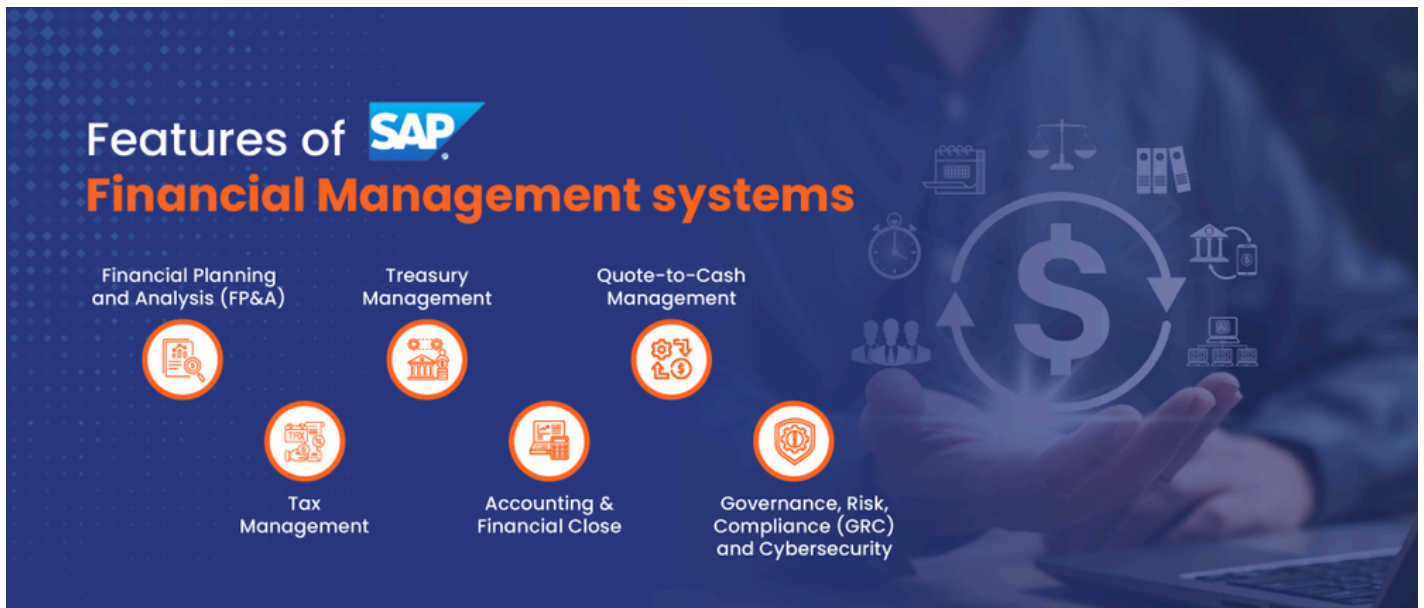 Features of SAP
Financial Management systems
Financial Planning
and Analysis (FP&A)
Treasury
Management
Quote-to-Cash
Management
TAX
Tax
Management
Accounting &
Financial Close
Governance, Risk,
Compliance (GRC)
and Cybersecurity